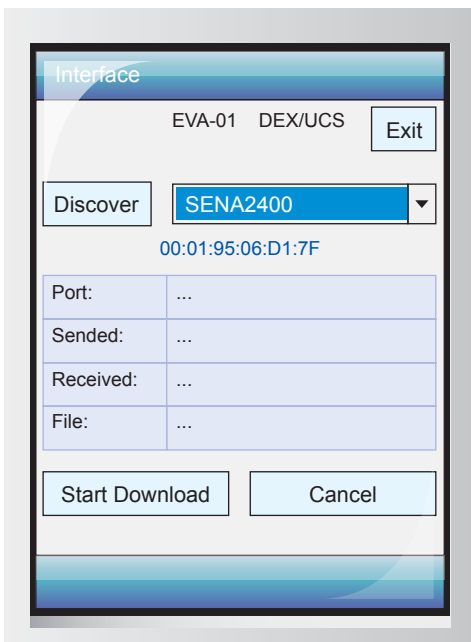 Interface
EVA-01 DEX/UCS Exit
Discover SENA2400
00:01:95:06:D1:7F
Port: ...
Sended: ...
Received: ...
File: ...
Start Download Cancel